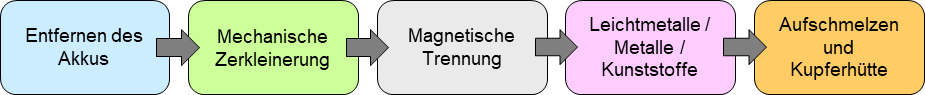 Entfernen des
Akkus
Mechanische
Zerkleinerung
Magnetische
Trennung
Leichtmetalle /
Metalle /
Kunststoffe
Aufschmelzen
und
Kupferhütte